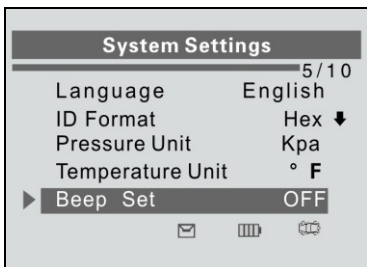 System Settings
5/10
Language English
ID Format Hex
Pressure Unit Kpa
Temperature Unit ° F
Beep Set OFF